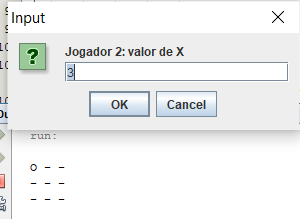 Input
Jogador 2: valor de X
3
OK
Cancel
run:
o - -
- - -
- - -